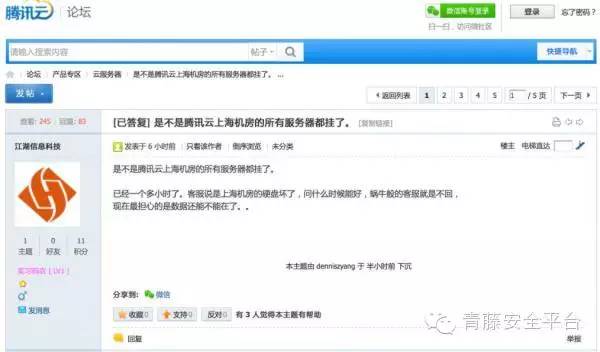 腾讯云 论坛
微信账号登录
扫一扫，访问微社区
登录
忘了密码？
请输入搜索内容
帖子
快捷导航
论坛 › 产品专区 › 云服务器 › 是不是腾讯云上海机房的所有服务器都挂了。 ...
发帖
返回列表 1 2 3 4 5 1 / 5 页 下一页
查看: 245 | 回复: 83
[已答复] 是不是腾讯云上海机房的所有服务器都挂了。 [复制链接]
江湖信息科技
发表于 6 小时前 | 只看该作者 | 倒序浏览 | 未分类
楼主 电梯直达
是不是腾讯云上海机房的所有服务器都挂了。
已经一个多小时了。客服说是上海机房的硬盘坏了，问什么时候能好，蜗牛般的客服就是不回，
现在最担心的是数据还能不能在了。。
1 0 11
主题 好友 积分
[ LV1 ]
发消息
本主题由 denniszyang 于 半小时前 下沉
分享到: 微信
收藏 0 支持 0 反对 0 有 3 人觉得本主题有帮助
回复
举报
青藤安全平台